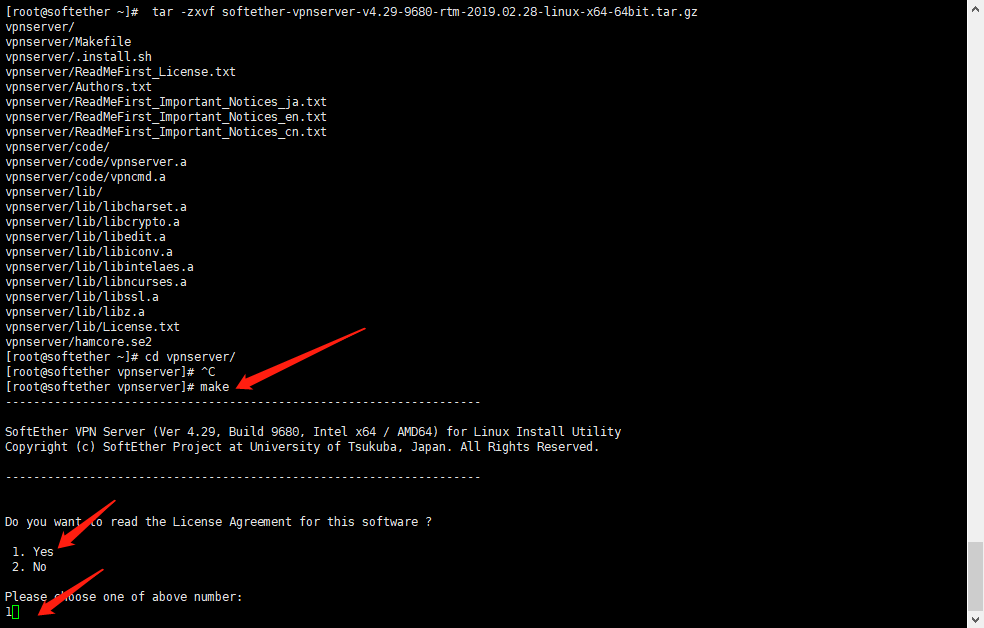 [root@softether ~]#  tar -zxvf softether-vpnserver-v4.29-9680-rtm-2019.02.28-linux-x64-64bit.tar.gz
vpnserver/
vpnserver/Makefile
vpnserver/.install.sh
vpnserver/ReadMeFirst_License.txt
vpnserver/Authors.txt
vpnserver/ReadMeFirst_Important_Notices_ja.txt
vpnserver/ReadMeFirst_Important_Notices_en.txt
vpnserver/ReadMeFirst_Important_Notices_cn.txt
vpnserver/code/
vpnserver/code/vpnserver.a
vpnserver/code/vpncmd.a
vpnserver/lib/
vpnserver/lib/libcharset.a
vpnserver/lib/libcrypto.a
vpnserver/lib/libedit.a
vpnserver/lib/libiconv.a
vpnserver/lib/libintelaes.a
vpnserver/lib/libncurses.a
vpnserver/lib/libssl.a
vpnserver/lib/libz.a
vpnserver/lib/License.txt
vpnserver/hamcore.se2
[root@softether ~]# cd vpnserver/
[root@softether vpnserver]# ^C
[root@softether vpnserver]# make
--------------------------------------------------------------------
SoftEther VPN Server (Ver 4.29, Build 9680, Intel x64 / AMD64) for Linux Install Utility
Copyright (c) SoftEther Project at University of Tsukuba, Japan. All Rights Reserved.
--------------------------------------------------------------------
Do you want to read the License Agreement for this software ?
1. Yes
2. No
Please choose one of above number:
1